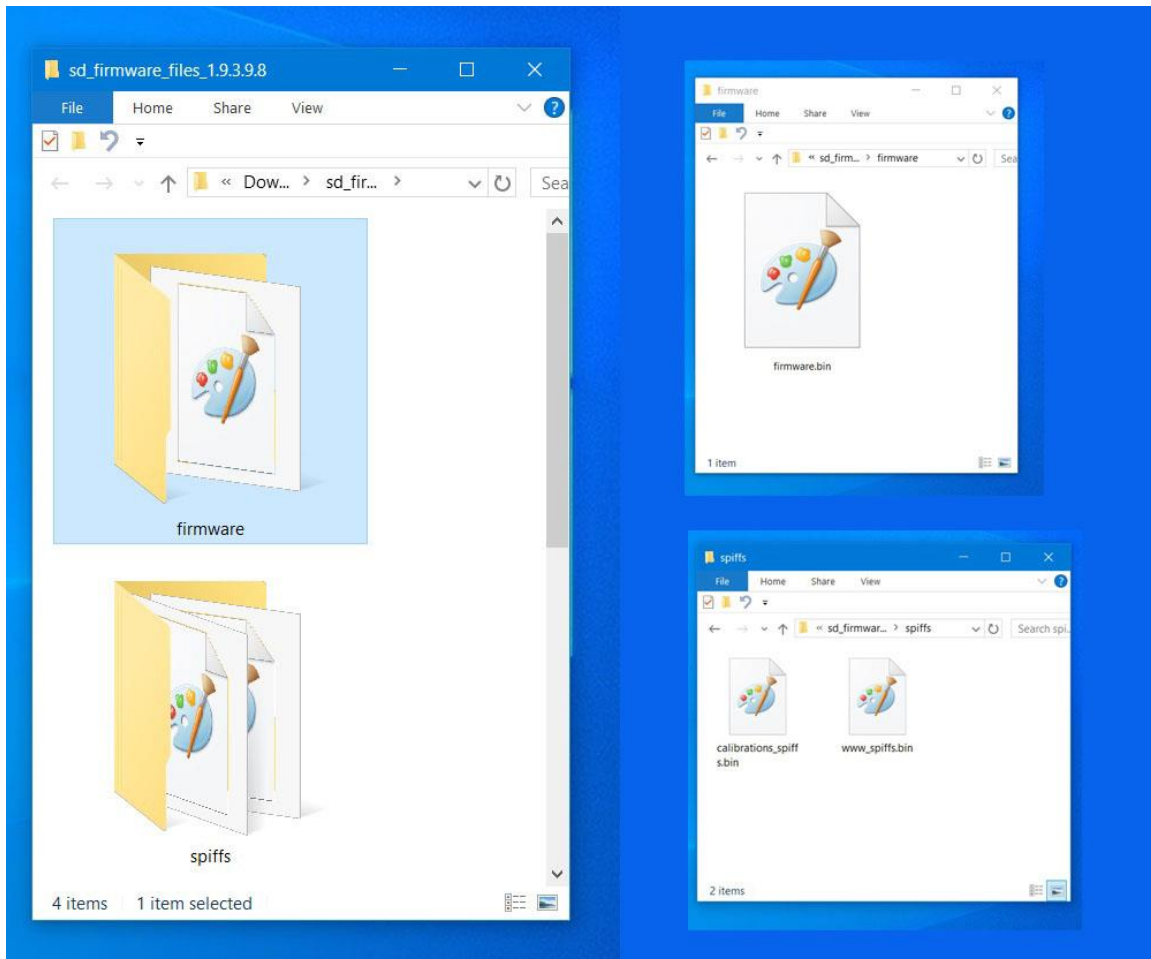 sd_firmware_files_1.9.3.9.8
File Home Share View
« Dow... > sd_fir... > Sea
firmware
spiffs
4 items 1 item selected
firmware
File Home Share View
« sd_firm... > firmware Sea
firmware.bin
1 item
spiffs
File Home Share View
« sd_firmwar... > spiffs Search spi..
calibrations_spiff
s.bin
www_spiffs.bin
2 items